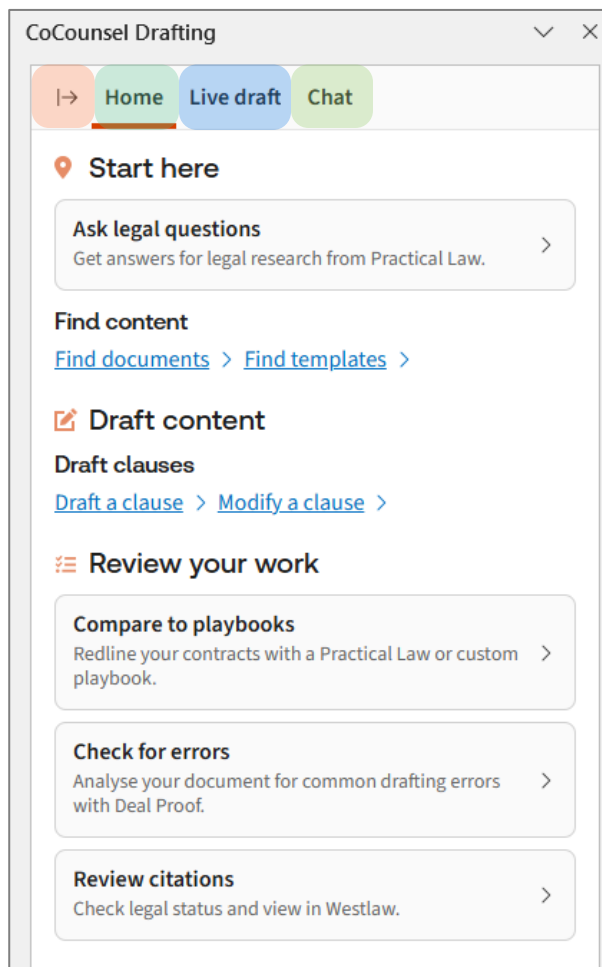 CoCounsel Drafting
Home Live draft Chat
Start here
Ask legal questions
Get answers for legal research from Practical Law.
Find content
Find documents > Find templates >
Draft content
Draft clauses
Draft a clause > Modify a clause >
Review your work
Compare to playbooks
Redline your contracts with a Practical Law or custom
playbook.
Check for errors
Analyse your document for common drafting errors
with Deal Proof.
Review citations
Check legal status and view in Westlaw.